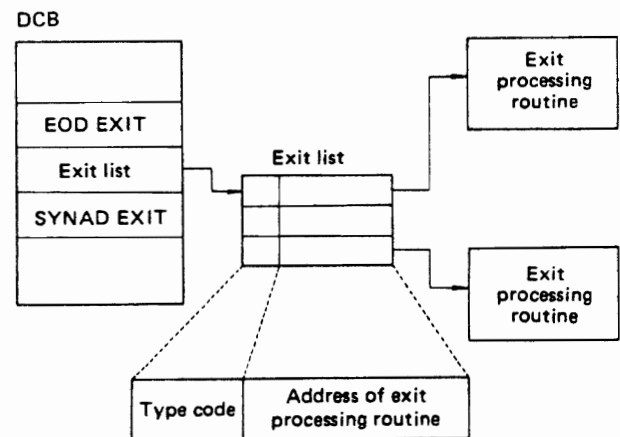 DCB
EOD EXIT
Exit list
SYNAD EXIT
Exit list
Exit
processing
routine
Exit
processing
routine
Type code
Address of exit
processing routine